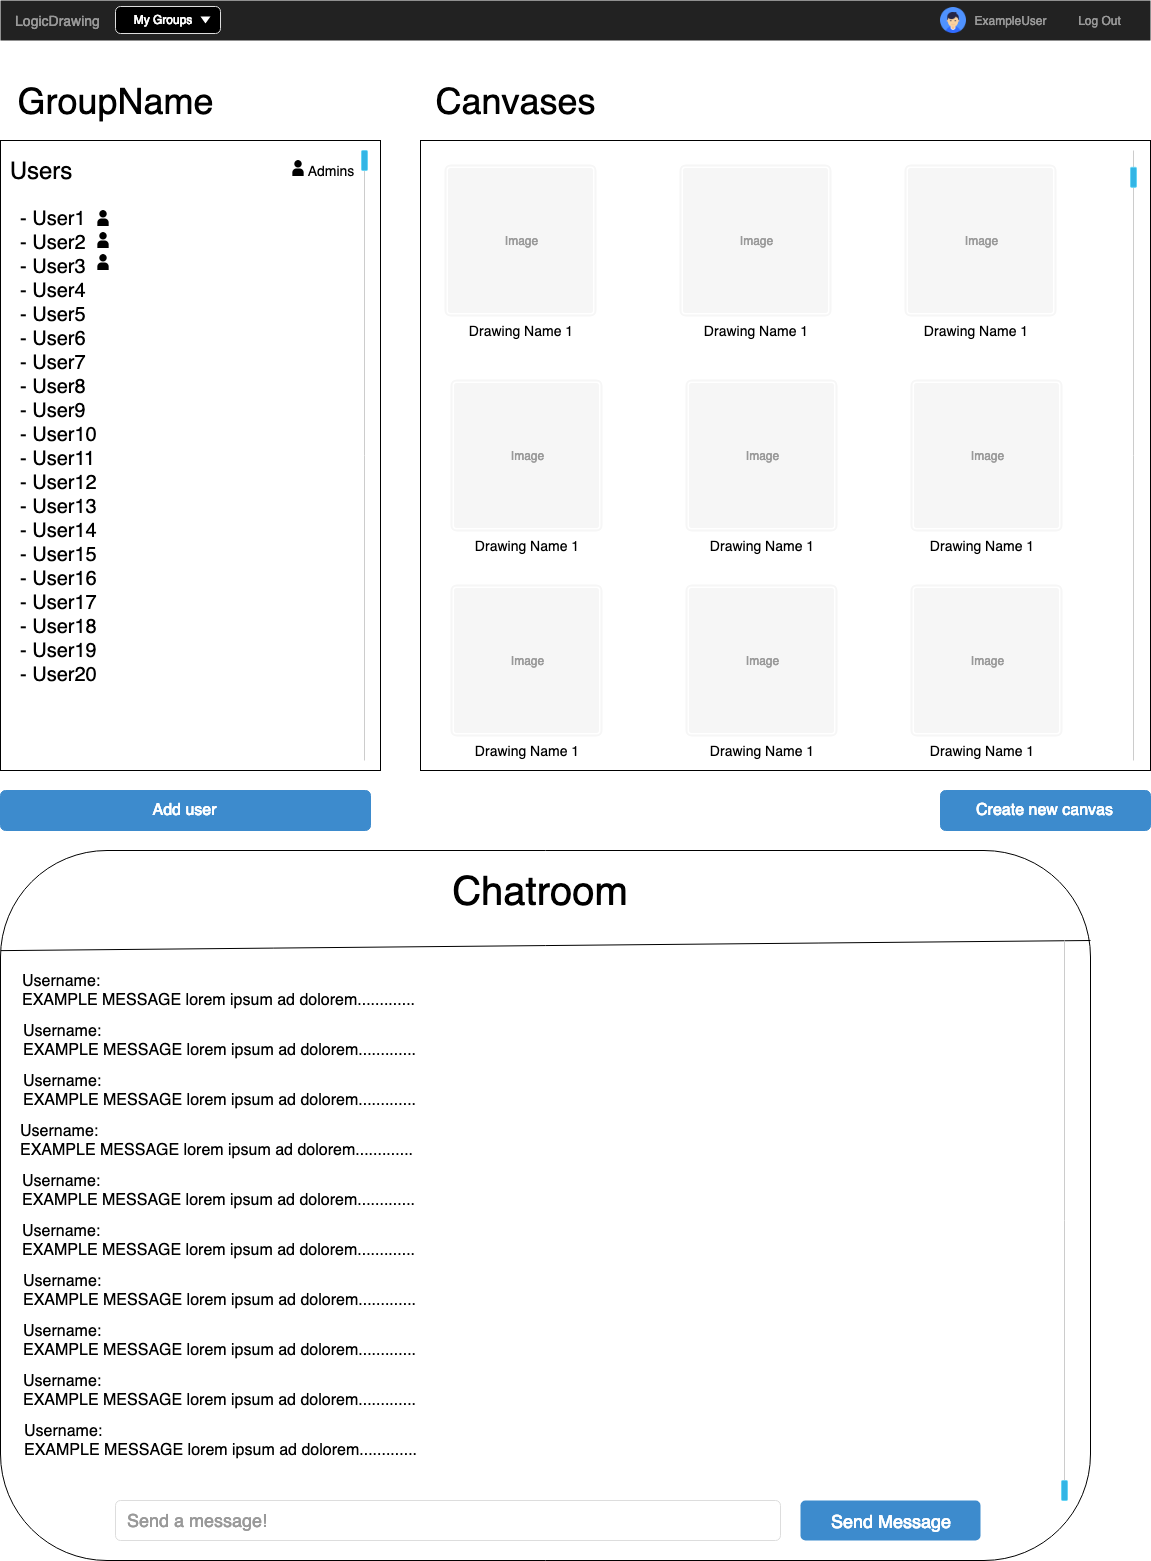 LogicDrawing
My Groups
ExampleUser
Log Out
GroupName
Canvases
Users
Admins
- User1
- User2
- User3
- User4
- User5
- User6
- User7
- User8
- User9
- User10
- User11
- User12
- User13
- User14
- User15
- User16
- User17
- User18
- User19
- User20
Image
Image
Image
Drawing Name 1
Drawing Name 1
Drawing Name 1
Image
Image
Image
Drawing Name 1
Drawing Name 1
Drawing Name 1
Image
Image
Image
Drawing Name 1
Drawing Name 1
Drawing Name 1
Add user
Create new canvas
Chatroom
Username:
EXAMPLE MESSAGE lorem ipsum ad dolorem.............
Username:
EXAMPLE MESSAGE lorem ipsum ad dolorem.............
Username:
EXAMPLE MESSAGE lorem ipsum ad dolorem.............
Username:
EXAMPLE MESSAGE lorem ipsum ad dolorem.............
Username:
EXAMPLE MESSAGE lorem ipsum ad dolorem.............
Username:
EXAMPLE MESSAGE lorem ipsum ad dolorem.............
Username:
EXAMPLE MESSAGE lorem ipsum ad dolorem.............
Username:
EXAMPLE MESSAGE lorem ipsum ad dolorem.............
Username:
EXAMPLE MESSAGE lorem ipsum ad dolorem.............
Username:
EXAMPLE MESSAGE lorem ipsum ad dolorem.............
Send a message!
Send Message